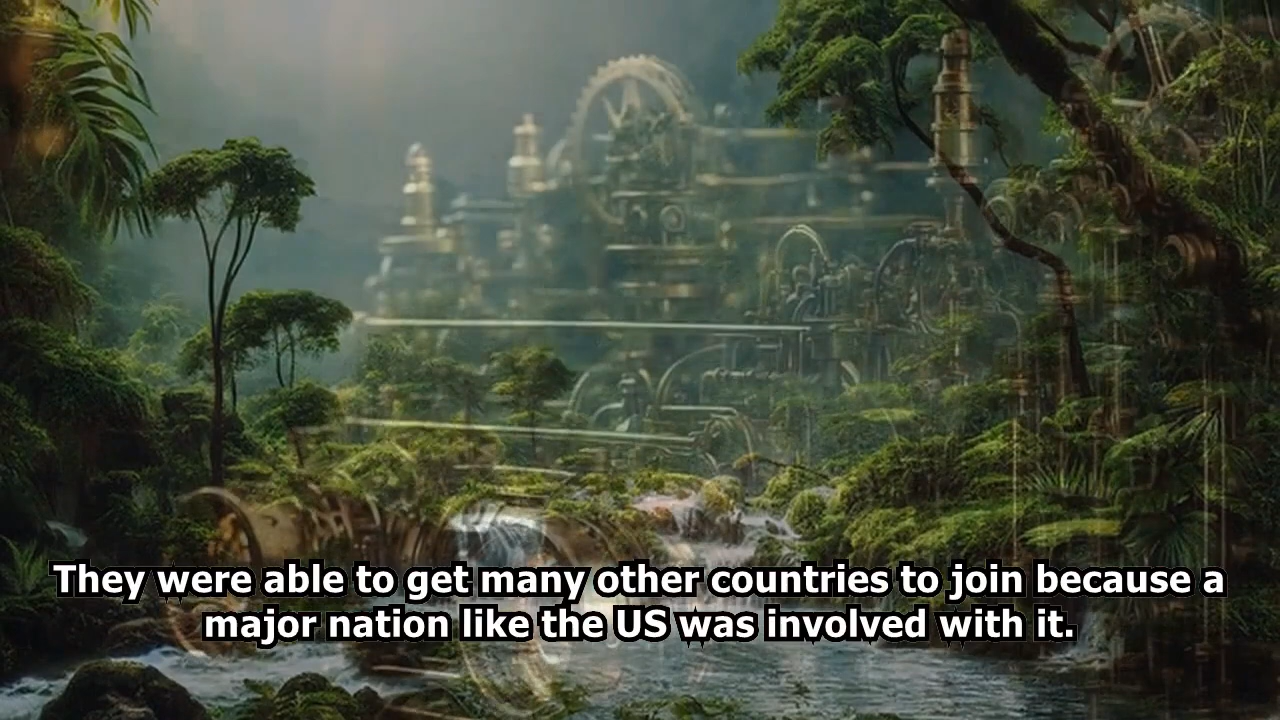 They were able to get many other countries to join because a
major nation like the US was involved with it.